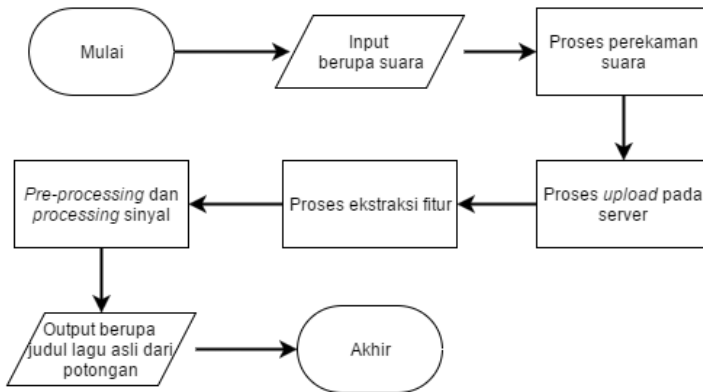 Mulai
Input
berupa suara
Proses perekaman
suara
Proses upload pada
server
Proses ekstraksi fitur
Pre-processing dan
processing sinyal
Output berupa
judul lagu asli dari
potongan
Akhir